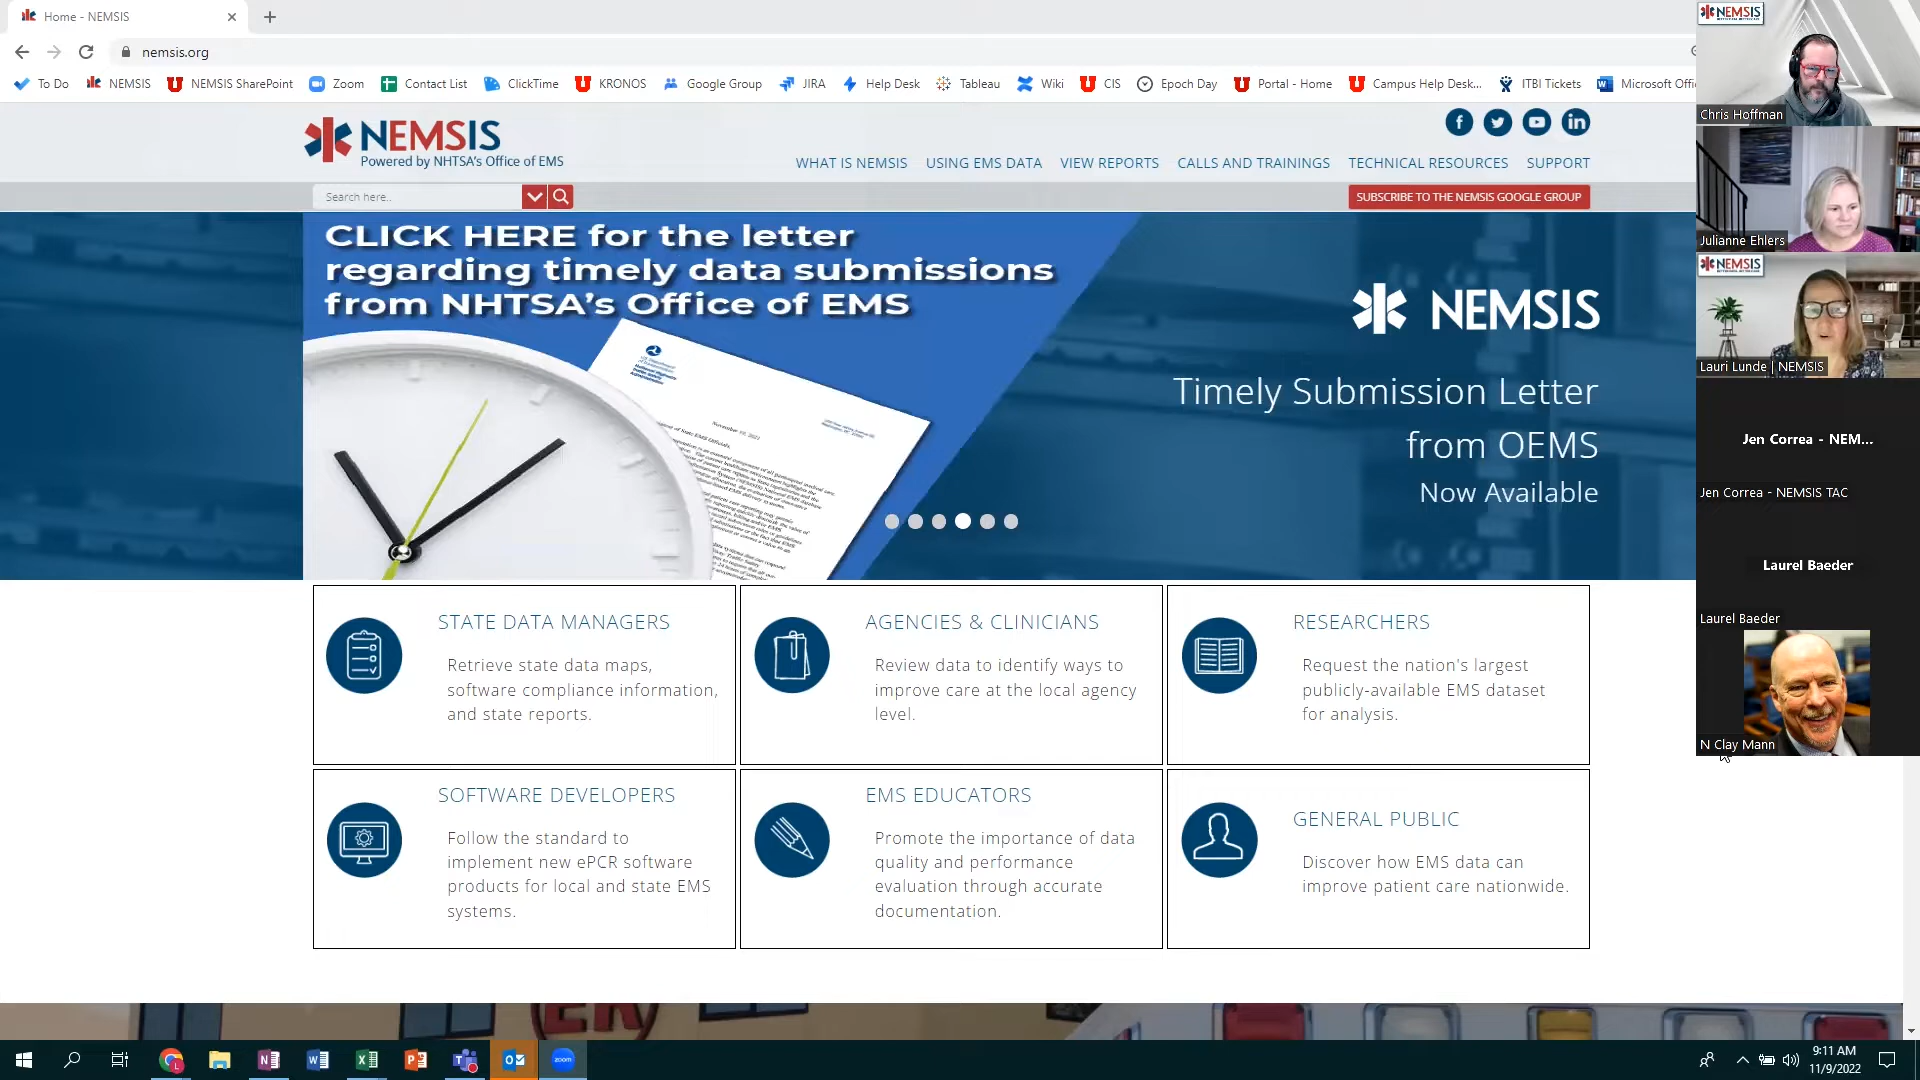 Home - NEMSIS
nemsis.org
To Do
NEMSIS
NEMSIS SharePoint
Zoom
Contact List
ClickTime
KRONOS
Google Group
JIRA
Help Desk
Tableau
Wiki
CIS
Epoch Day
Portal - Home
Campus Help Desk...
ITBI Tickets
Microsoft Offi
NEMSIS
Powered by NHTSA's Office of EMS
WHAT IS NEMSIS
USING EMS DATA
VIEW REPORTS
CALLS AND TRAININGS
TECHNICAL RESOURCES
SUPPORT
Search here..
SUBSCRIBE TO THE NEMSIS GOOGLE GROUP
CLICK HERE for the letter
regarding timely data submissions
from NHTSA's Office of EMS
NEMSIS
Timely Submission Letter
from OEMS
Now Available
November 10, 2021
STATE DATA MANAGERS
Retrieve state data maps,
software compliance information,
and state reports.
AGENCIES & CLINICIANS
Review data to identify ways to
improve care at the local agency
level.
RESEARCHERS
Request the nation's largest
publicly-available EMS dataset
for analysis.
SOFTWARE DEVELOPERS
Follow the standard to
implement new ePCR software
products for local and state EMS
systems.
EMS EDUCATORS
Promote the importance of data
quality and performance
evaluation through accurate
documentation.
GENERAL PUBLIC
Discover how EMS data can
improve patient care nationwide.
NEMSIS
Chris Hoffman
Julianne Ehlers
NEMSIS
Lauri Lunde | NEMSIS
Jen Correa - NEM...
Jen Correa - NEMSIS TAC
Laurel Baeder
Laurel Baeder
N Clay Mann
ER
zoom
9:11 AM
11/9/2022